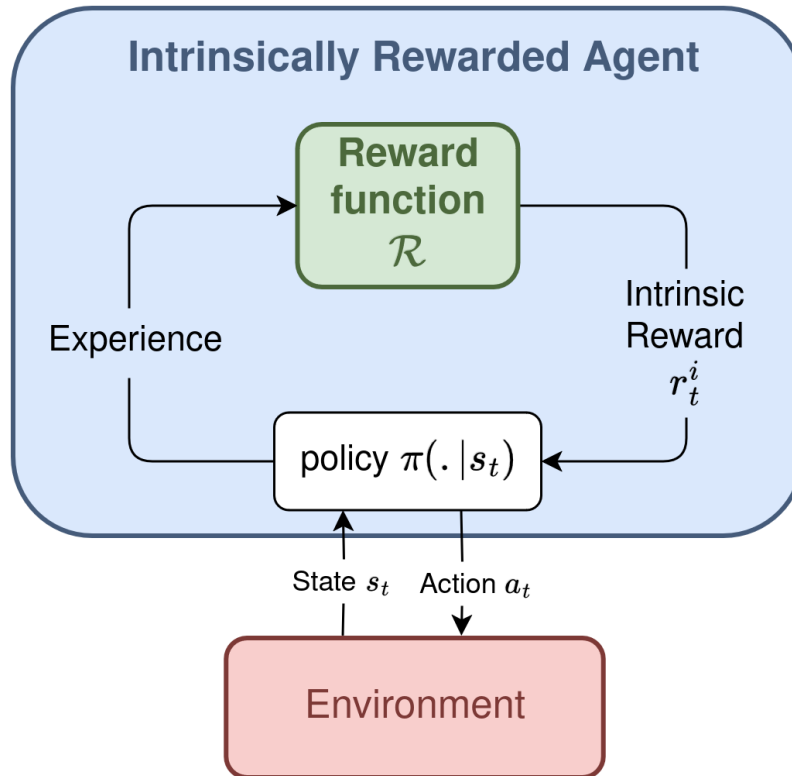 Intrinsically Rewarded Agent
Reward
function
ℛ
Experience
Intrinsic
Reward
r_t^i
policy π(.|s_t)
State s_t
Action a_t
Environment